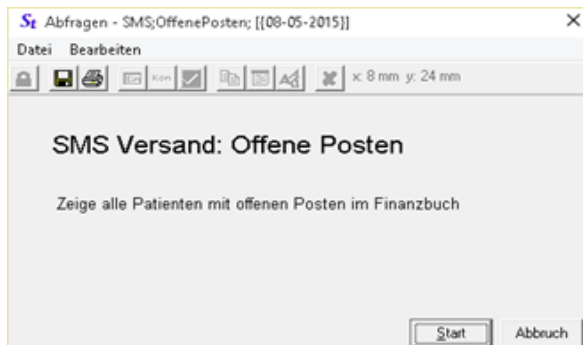 St Abfragen - SMS;OffenePosten; [[08-05-2015]]
Datei Bearbeiten
Kon x: 8 mm y: 24 mm
SMS Versand: Offene Posten
Zeige alle Patienten mit offenen Posten im Finanzbuch
Start Abbruch